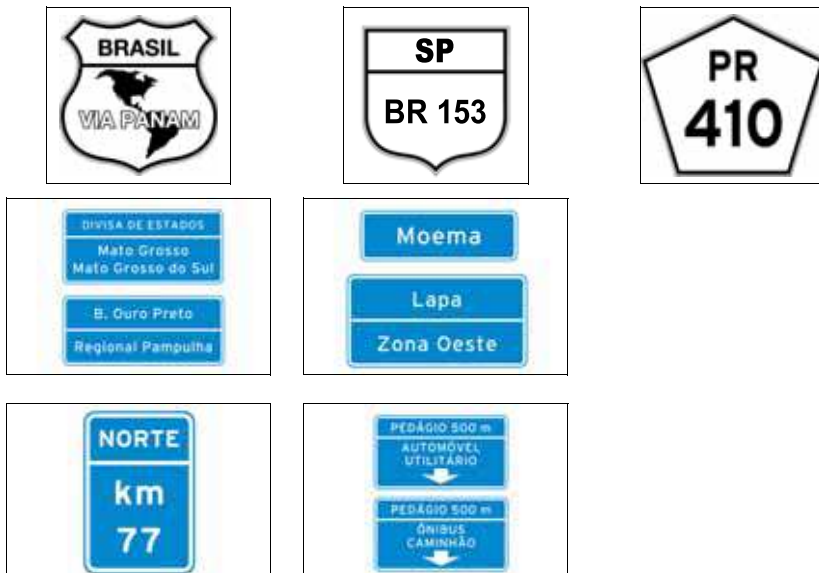 BRASIL
VIA PANAM
SP
BR 153
PR
410
DIVISA DE ESTADOS
Mato Grosso
Mato Grosso do Sul
B. Ouro Preto
Regional Pampulha
Moema
Lapa
Zona Oeste
NORTE
km
77
PEDÁGIO 500 m
AUTOMÓVEL
UTILITÁRIO
PEDÁGIO 500 m
ÔNIBUS
CAMINHÃO